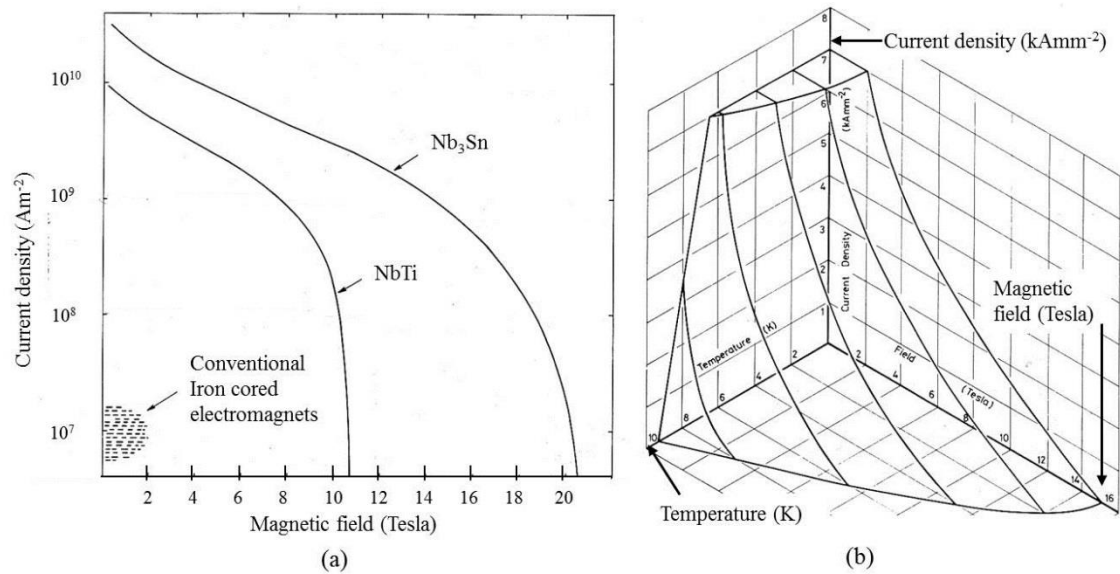 10¹⁰
10⁹
10⁸
10⁷
Current density (Am⁻²)
Nb₃Sn
NbTi
Conventional
Iron cored
electromagnets
2 4 6 8 10 12 14 16 18 20
Magnetic field (Tesla)
(a)
8
Current density (kAmm⁻²)
7
6
(kAmm⁻²)
5
4
3
Current Density
2
1
Magnetic
field (Tesla)
Temperature (K)
10 8 6 4 2
Field (Tesla)
2 4 6 8 10 12 14 16
Temperature (K)
(b)